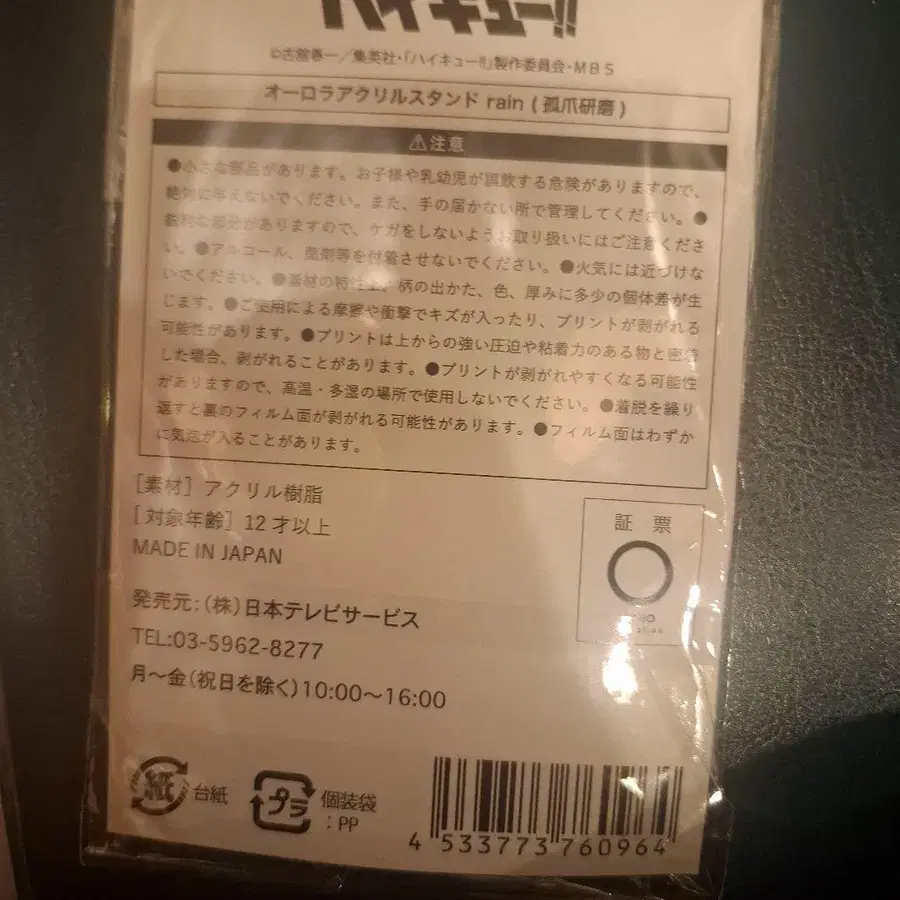 ハイキュー!!
©古舘春一／集英社・「ハイキュー!!」製作委員会・MBS
オーロラアクリルスタンド rain (孤爪研磨)
⚠注意
●小さな部品があります。お子様や乳幼児が誤飲する危険がありますので、
絶対に与えないでください。また、手の届かない所で管理してください。●
鋭利な部分がありますので、ケガをしないようお取り扱いにはご注意くださ
い。●アルコール、薬剤等を付着させないでください。●火気には近づけな
いでください。●素材の特性上、柄の出かた、色、厚みに多少の個体差が生
じます。●ご使用による摩擦や衝撃でキズが入ったり、プリントが剥がれる
可能性があります。●プリントは上からの強い圧迫や粘着力のある物と密着
した場合、剥がれることがあります。●プリントが剥がれやすくなる可能性
がありますので、高温・多湿の場所で使用しないでください。●着脱を繰り
返すと裏のフィルム面が剥がれる可能性があります。●フィルム面はわずか
に気泡が入ることがあります。
[素材] アクリル樹脂
[対象年齢] 12才以上
MADE IN JAPAN
証 票
発売元：(株)日本テレビサービス
TEL:03-5962-8277
月～金(祝日を除く)10:00～16:00
紙 台紙
プラ 個装袋
：PP
4 533773 760964